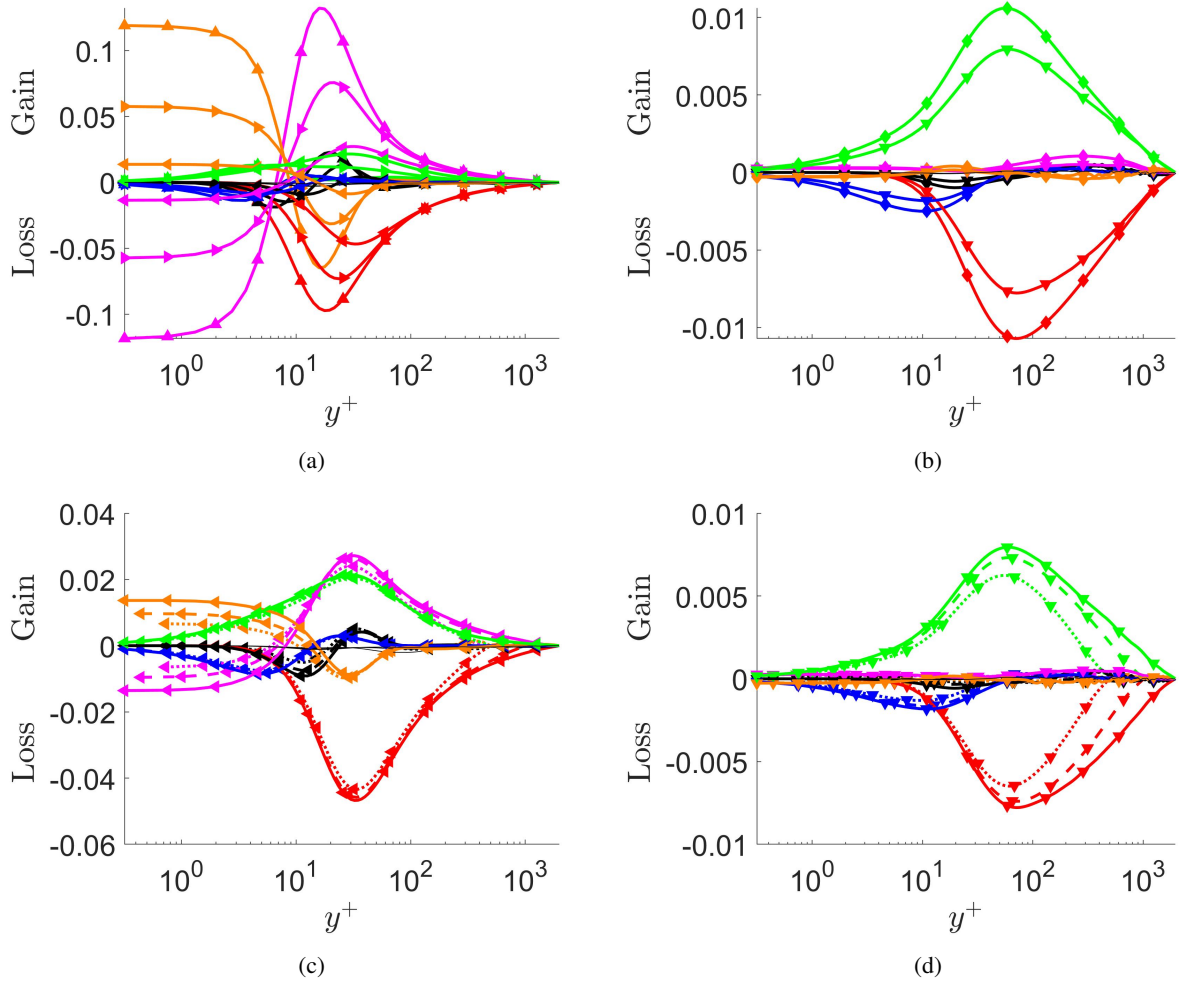 0.1
0.05
0
-0.05
-0.1
Gain
Loss
10^0
10^1
10^2
10^3
y^+
(a)
0.01
0.005
0
-0.005
-0.01
Gain
Loss
10^0
10^1
10^2
10^3
y^+
(b)
0.04
0.02
0
-0.02
-0.04
-0.06
Gain
Loss
10^0
10^1
10^2
10^3
y^+
(c)
0.01
0.005
0
-0.005
-0.01
Gain
Loss
10^0
10^1
10^2
10^3
y^+
(d)